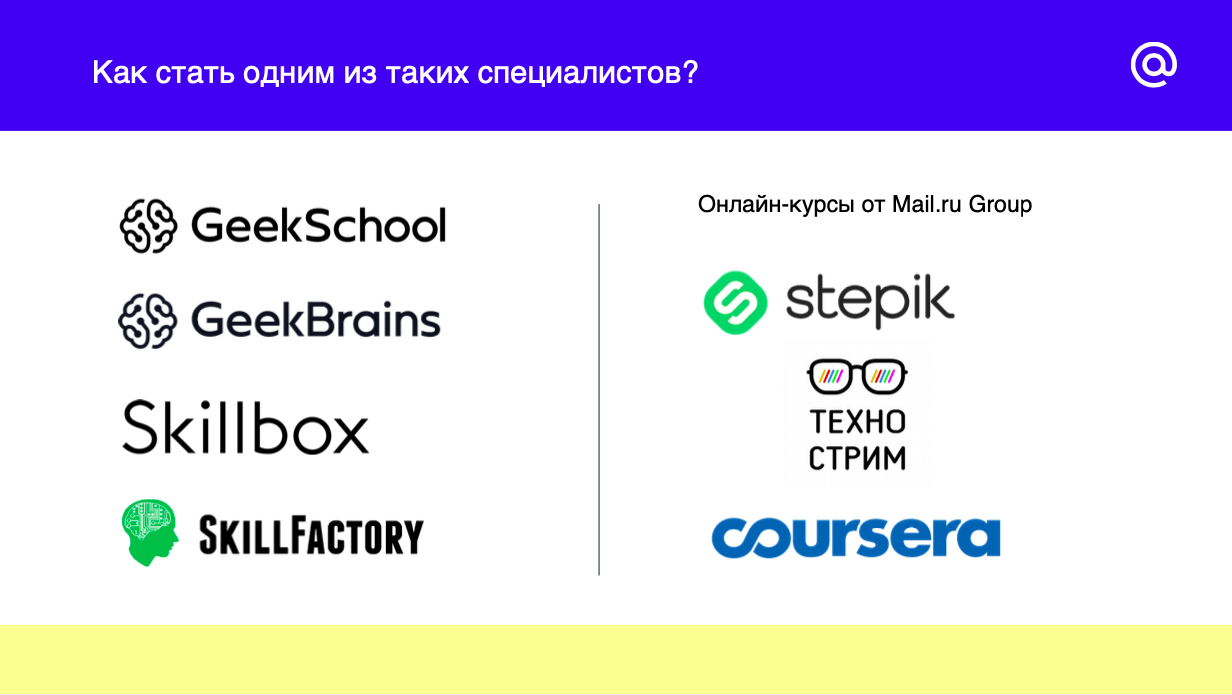 Как стать одним из таких специалистов?
@
GeekSchool
GeekBrains
Skillbox
SKILLFACTORY
Онлайн-курсы от Mail.ru Group
stepik
ТЕХНО
СТРИМ
coursera